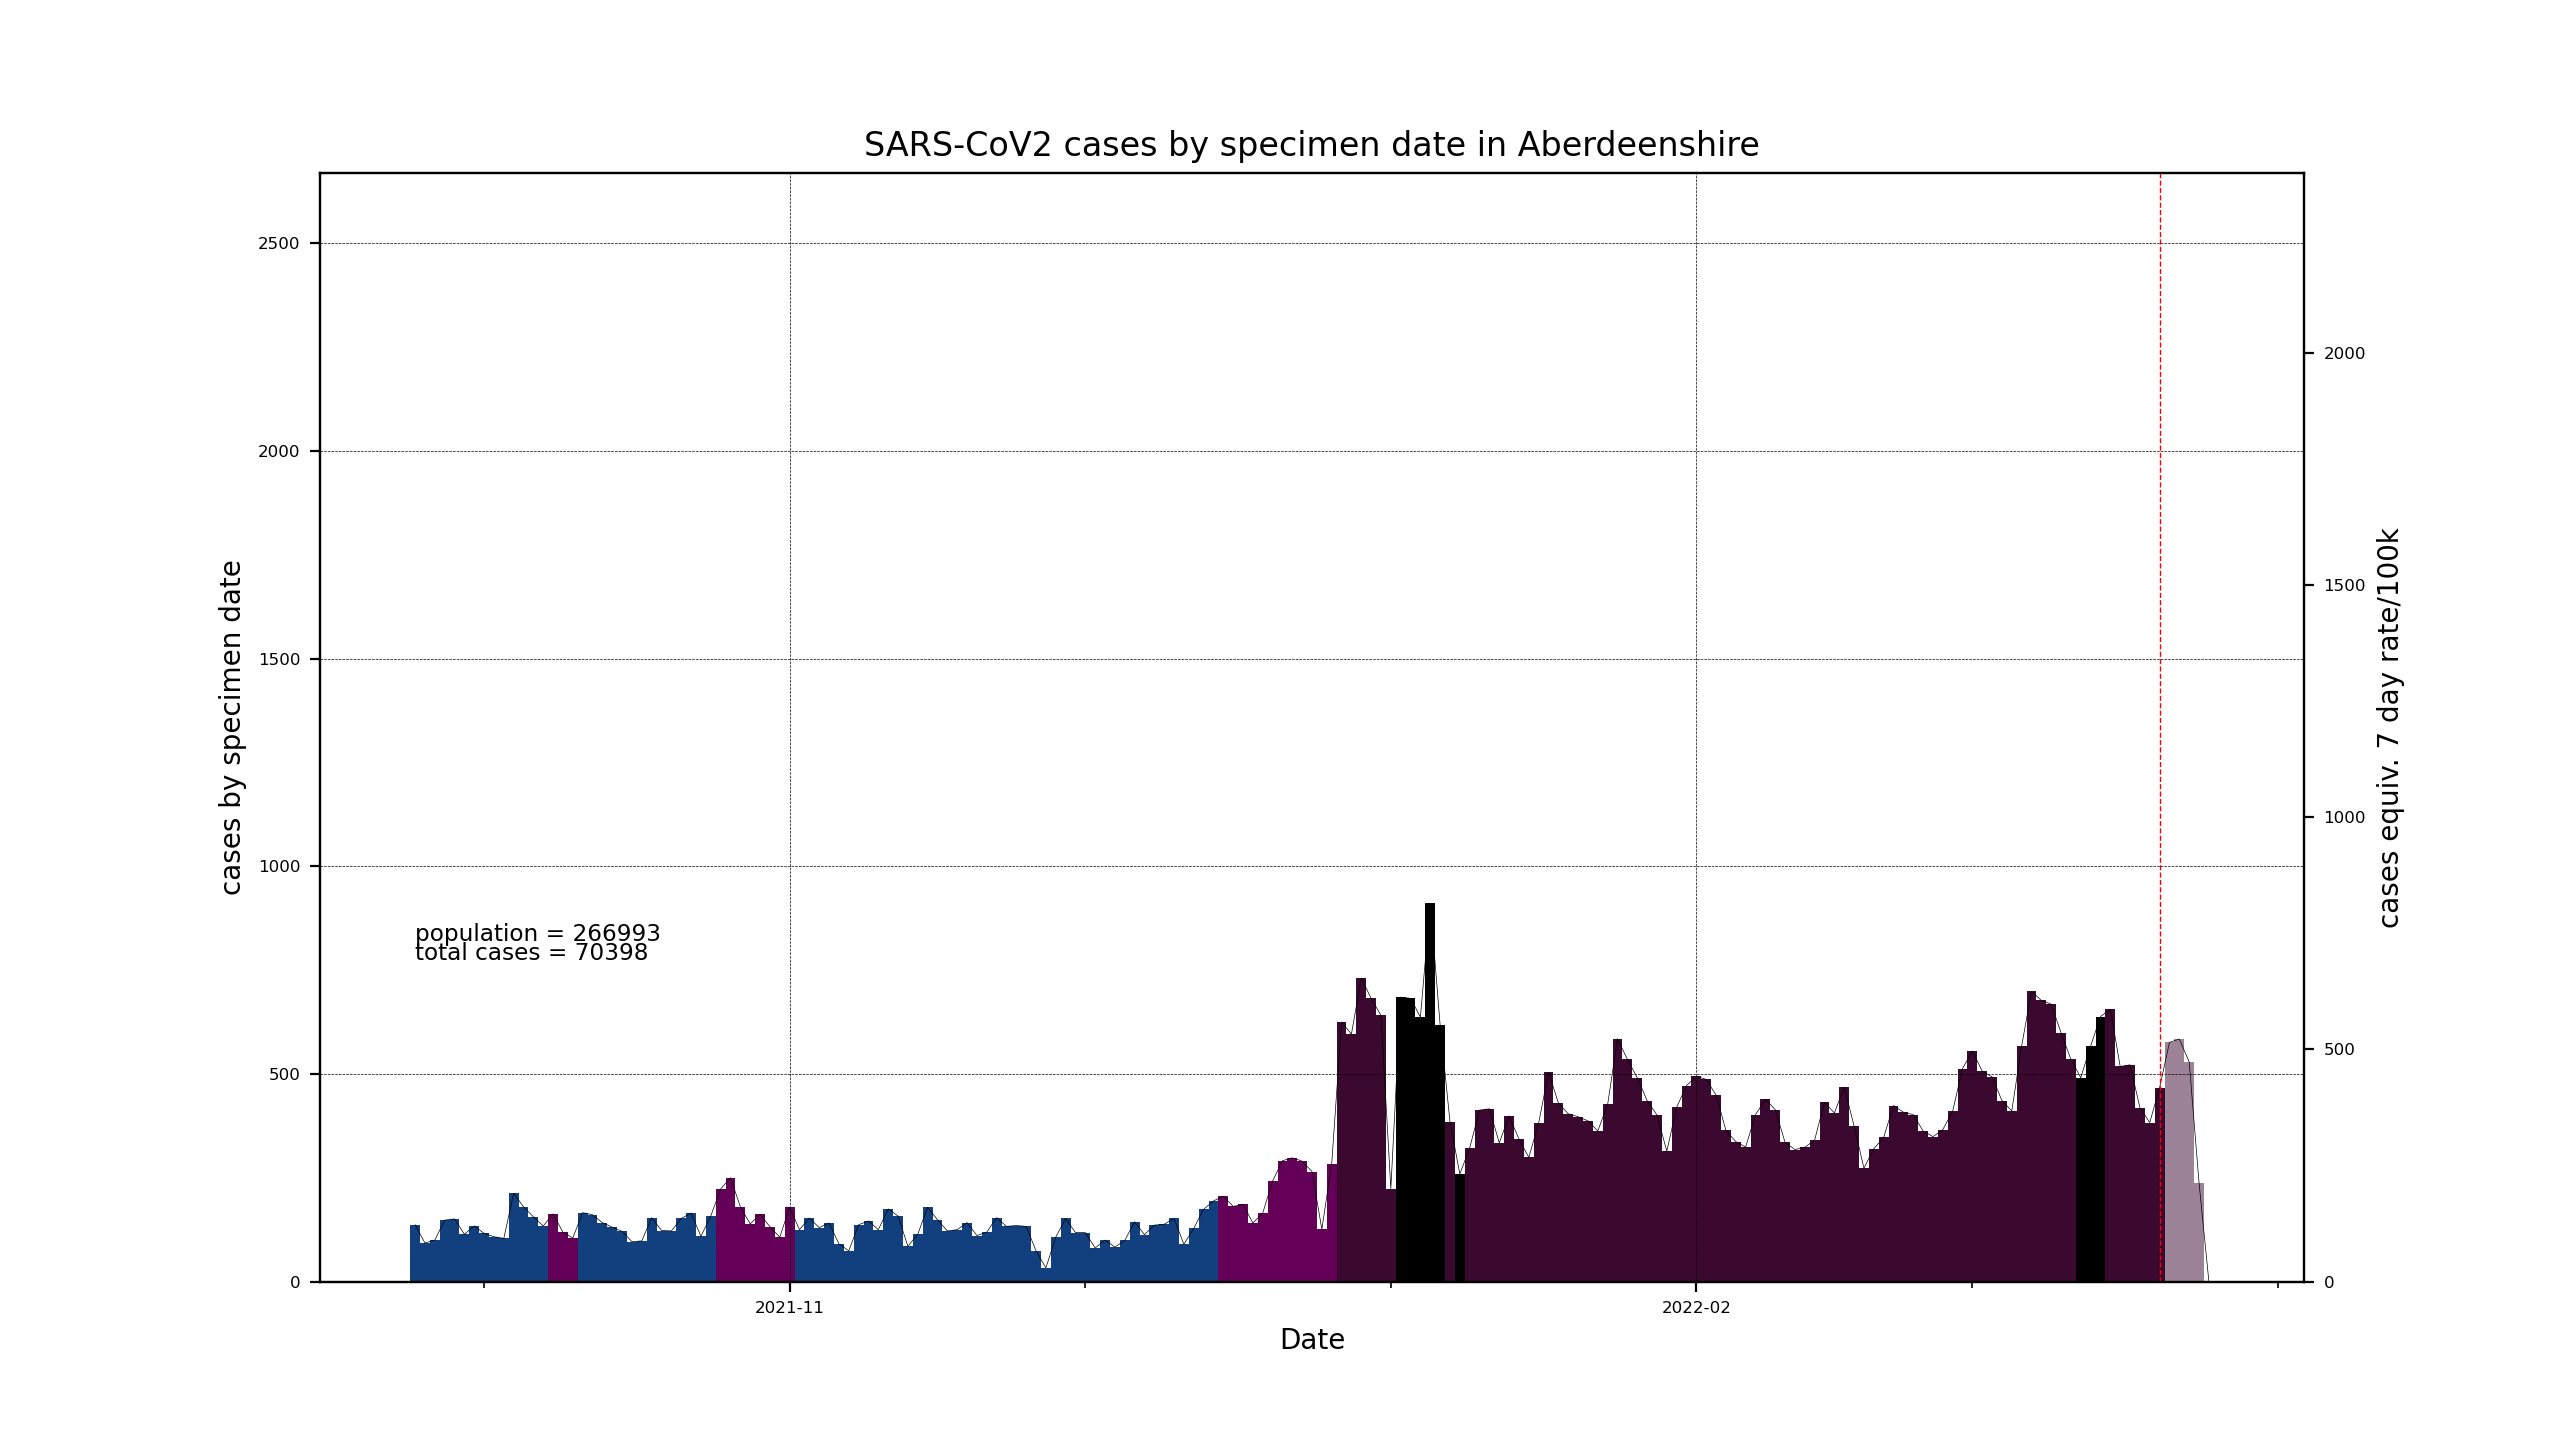 SARS-CoV2 cases by specimen date in Aberdeenshire
cases by specimen date
2500
2000
1500
1000
500
0
population = 266993
total cases = 70398
2000
1500
1000
500
0
cases equiv. 7 day rate/100k
2021-11
2022-02
Date